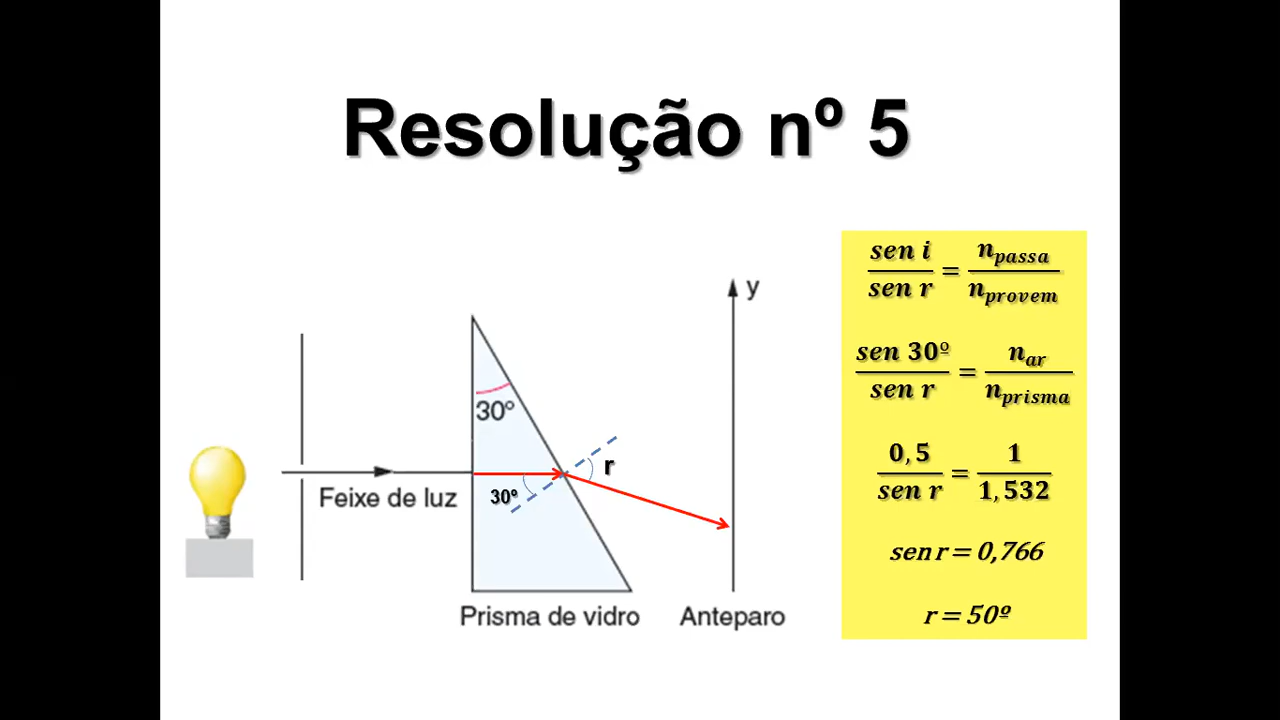 Resolução nº 5
y
30º
r
30º
Feixe de luz
Prisma de vidro
Anteparo
sen i / sen r = n_passa / n_provem
sen 30º / sen r = n_ar / n_prisma
0,5 / sen r = 1 / 1,532
sen r = 0,766
r = 50º